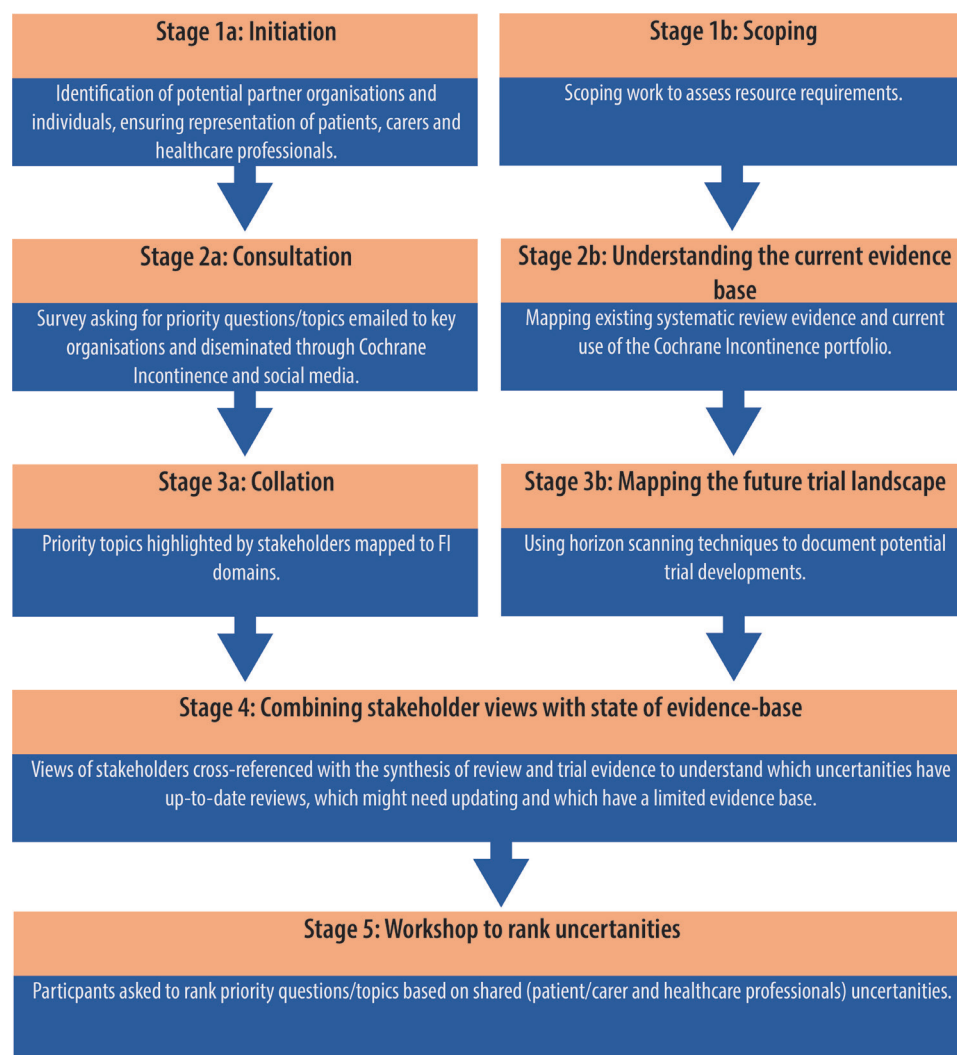 Stage 1a: Initiation
Identification of potential partner organisations and
individuals, ensuring representation of patients, carers and
healthcare professionals.
Stage 1b: Scoping
Scoping work to assess resource requirements.
Stage 2a: Consultation
Survey asking for priority questions/topics emailed to key
organisations and diseminated through Cochrane
Incontinence and social media.
Stage 2b: Understanding the current evidence
base
Mapping existing systematic review evidence and current
use of the Cochrane Incontinence portfolio.
Stage 3a: Collation
Priority topics highlighted by stakeholders mapped to FI
domains.
Stage 3b: Mapping the future trial landscape
Using horizon scanning techniques to document potential
trial developments.
Stage 4: Combining stakeholder views with state of evidence-base
Views of stakeholders cross-referenced with the synthesis of review and trial evidence to understand which uncertanities have
up-to-date reviews, which might need updating and which have a limited evidence base.
Stage 5: Workshop to rank uncertanities
Particpants asked to rank priority questions/topics based on shared (patient/carer and healthcare professionals) uncertanities.